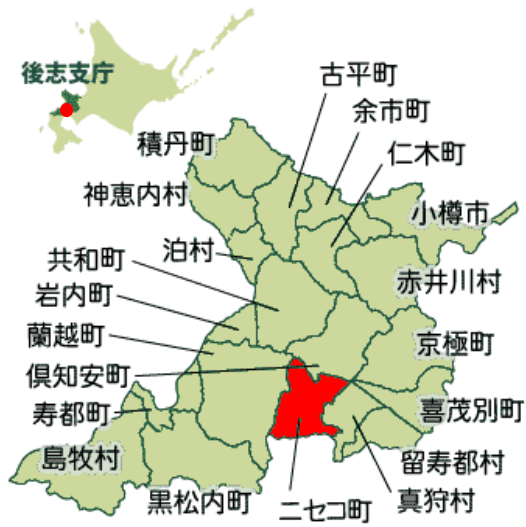 後志支庁
古平町
余市町
積丹町
仁木町
神恵内村
小樽市
泊村
共和町
赤井川村
岩内町
蘭越町
京極町
倶知安町
寿都町
喜茂別町
島牧村
留寿都村
黒松内町
ニセコ町
真狩村